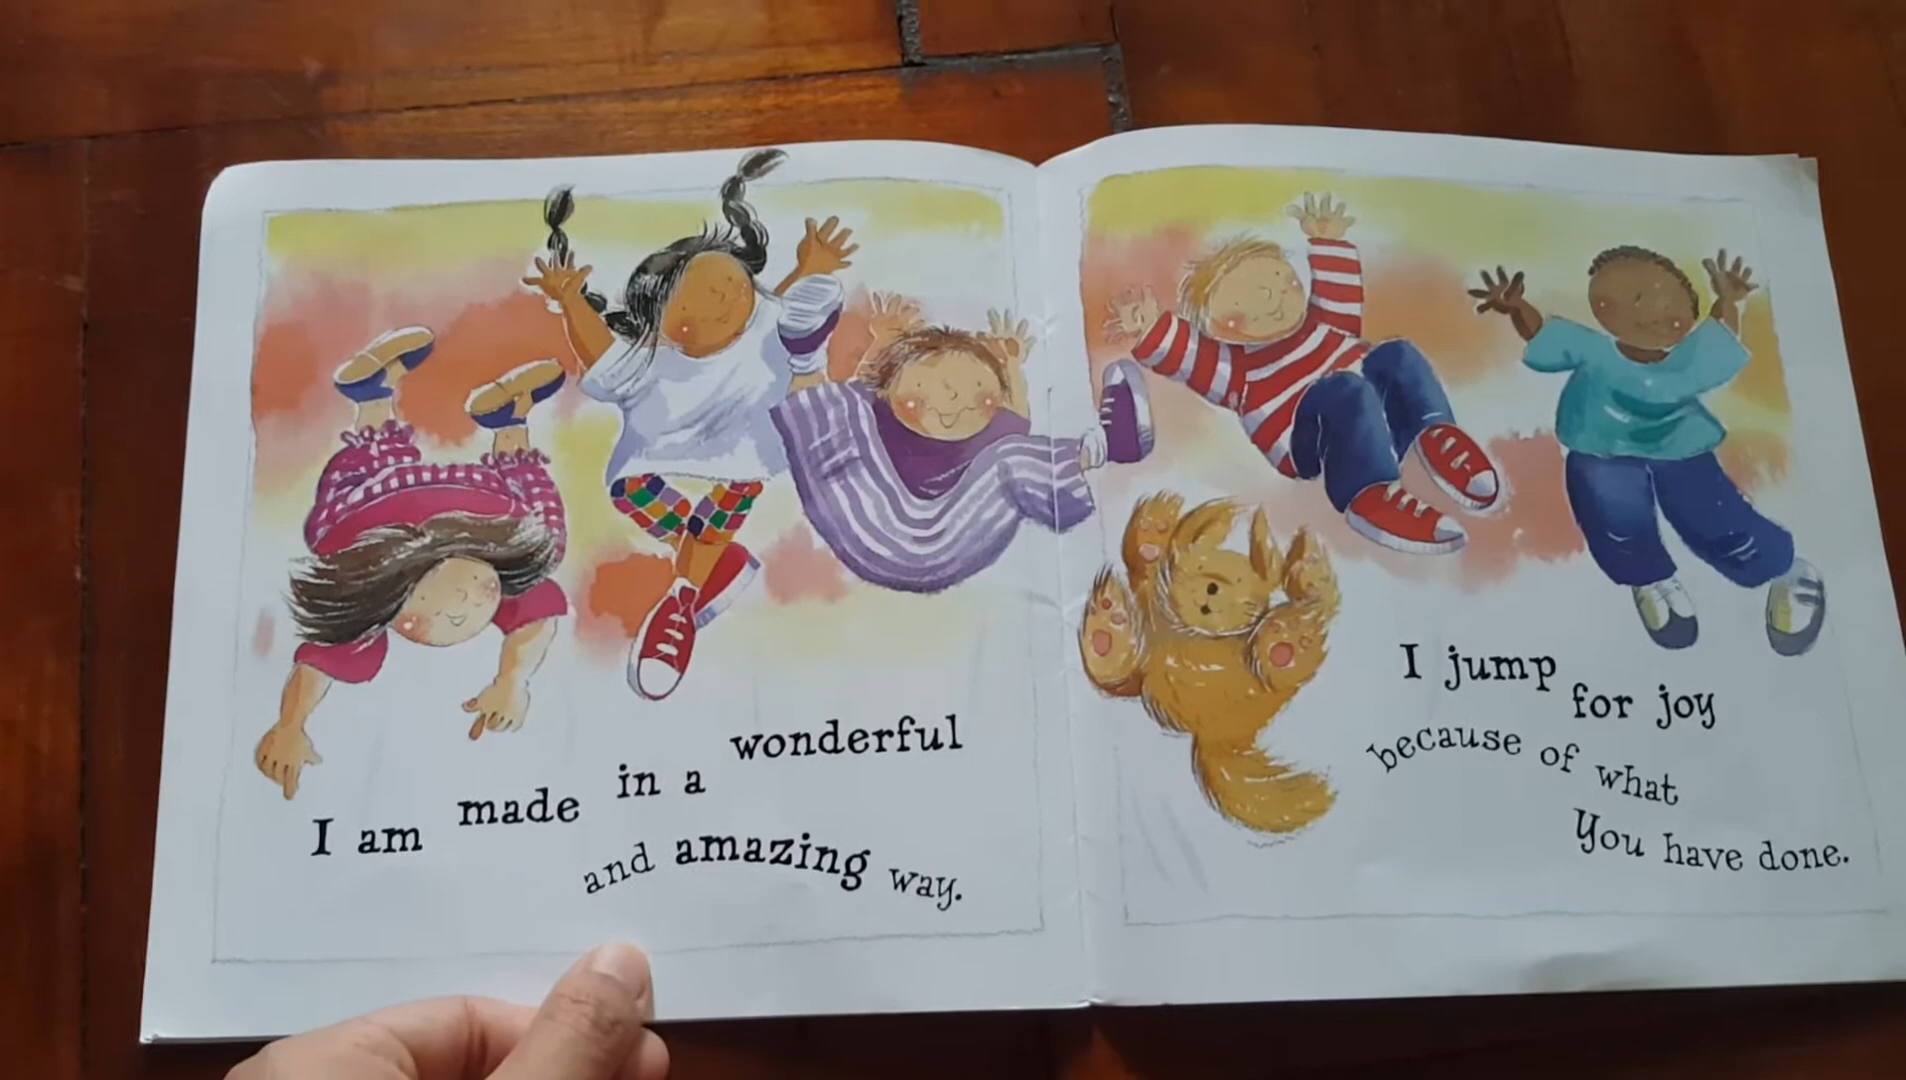 I am made in a wonderful
and amazing way.
I jump for joy
because of what
You have done.